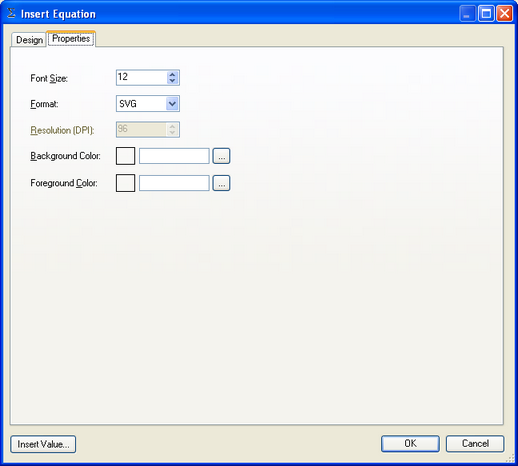 Insert Equation
Design Properties
Font Size: 12
Format: SVG
Resolution (DPI): 96
Background Color: ...
Foreground Color: ...
Insert Value... OK Cancel